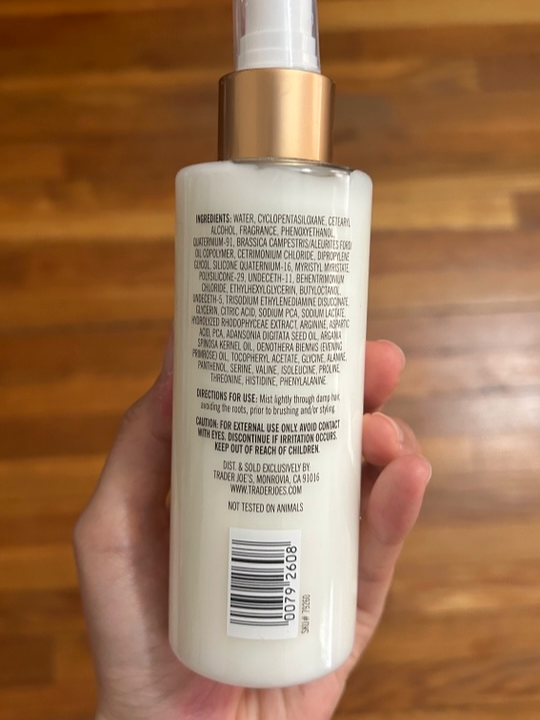 INGREDIENTS: WATER, CYCLOPENTASILOXANE, CETEARYL
ALCOHOL, FRAGRANCE, PHENOXYETHANOL,
QUATERNIUM-91, BRASSICA CAMPESTRIS/ALEURITES FORDI
OIL COPOLYMER, CETRIMONIUM CHLORIDE, DIPROPYLENE
GLYCOL, SILICONE QUATERNIUM-16, MYRISTYL MYRISTATE,
POLYSILICONE-29, UNDECETH-11, BEHENTRIMONIUM
CHLORIDE, ETHYLHEXYLGLYCERIN, BUTYLOCTANOL,
UNDECETH-5, TRISODIUM ETHYLENEDIAMINE DISUCCINATE,
GLYCERIN, CITRIC ACID, SODIUM PCA, SODIUM LACTATE,
HYDROLYZED RHODOPHYCEAE EXTRACT, ARGININE, ASPARTIC
ACID, PCA, ADANSONIA DIGITATA SEED OIL, ARGANIA
SPINOSA KERNEL OIL, OENOTHERA BIENNIS (EVENING
PRIMROSE) OIL, TOCOPHERYL ACETATE, GLYCINE, ALANINE,
PANTHENOL, SERINE, VALINE, ISOLEUCINE, PROLINE,
THREONINE, HISTIDINE, PHENYLALANINE.
DIRECTIONS FOR USE: Mist lightly through damp hair,
avoiding the roots, prior to brushing and/or styling.
CAUTION: FOR EXTERNAL USE ONLY. AVOID CONTACT
WITH EYES. DISCONTINUE IF IRRITATION OCCURS.
KEEP OUT OF REACH OF CHILDREN.
DIST. & SOLD EXCLUSIVELY BY:
TRADER JOE'S, MONROVIA, CA 91016
WWW.TRADERJOES.COM
NOT TESTED ON ANIMALS
0079 2608
SKU# 79260